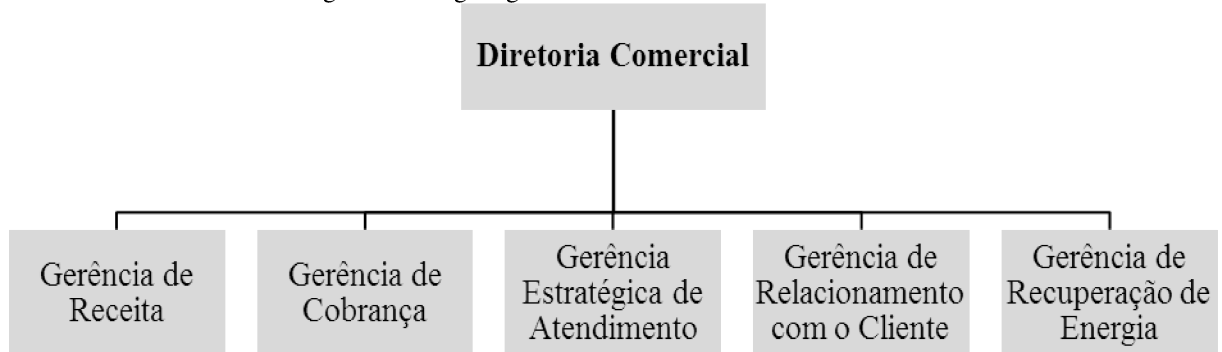 Diretoria Comercial
Gerência de
Receita
Gerência de
Cobrança
Gerência
Estratégica de
Atendimento
Gerência de
Relacionamento
com o Cliente
Gerência de
Recuperação de
Energia